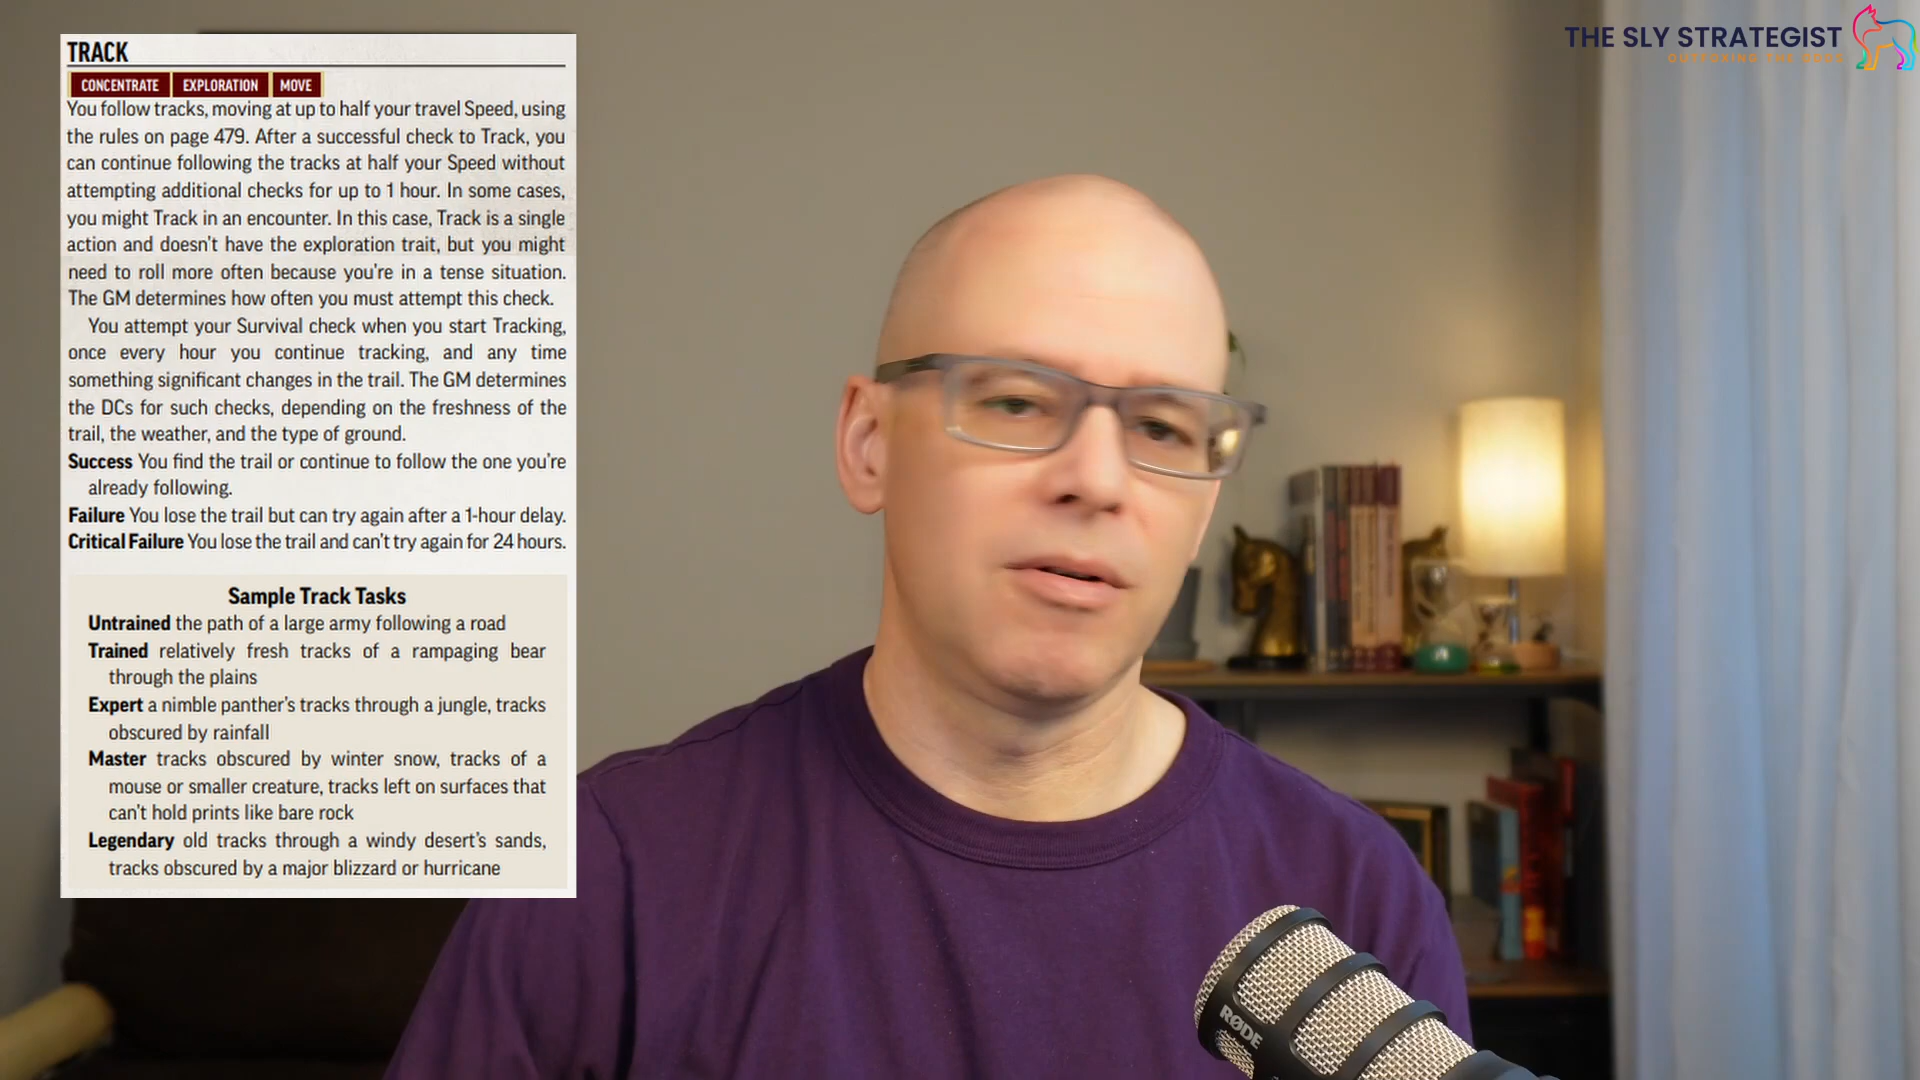 TRACK
CONCENTRATE EXPLORATION MOVE
You follow tracks, moving at up to half your travel Speed, using
the rules on page 479. After a successful check to Track, you
can continue following the tracks at half your Speed without
attempting additional checks for up to 1 hour. In some cases,
you might Track in an encounter. In this case, Track is a single
action and doesn't have the exploration trait, but you might
need to roll more often because you're in a tense situation.
The GM determines how often you must attempt this check.
You attempt your Survival check when you start Tracking,
once every hour you continue tracking, and any time
something significant changes in the trail. The GM determines
the DCs for such checks, depending on the freshness of the
trail, the weather, and the type of ground.
Success You find the trail or continue to follow the one you're
already following.
Failure You lose the trail but can try again after a 1-hour delay.
Critical Failure You lose the trail and can't try again for 24 hours.
Sample Track Tasks
Untrained the path of a large army following a road
Trained relatively fresh tracks of a rampaging bear
through the plains
Expert a nimble panther's tracks through a jungle, tracks
obscured by rainfall
Master tracks obscured by winter snow, tracks of a
mouse or smaller creature, tracks left on surfaces that
can't hold prints like bare rock
Legendary old tracks through a windy desert's sands,
tracks obscured by a major blizzard or hurricane
THE SLY STRATEGIST
OUTFOXING THE ODDS
RØDE